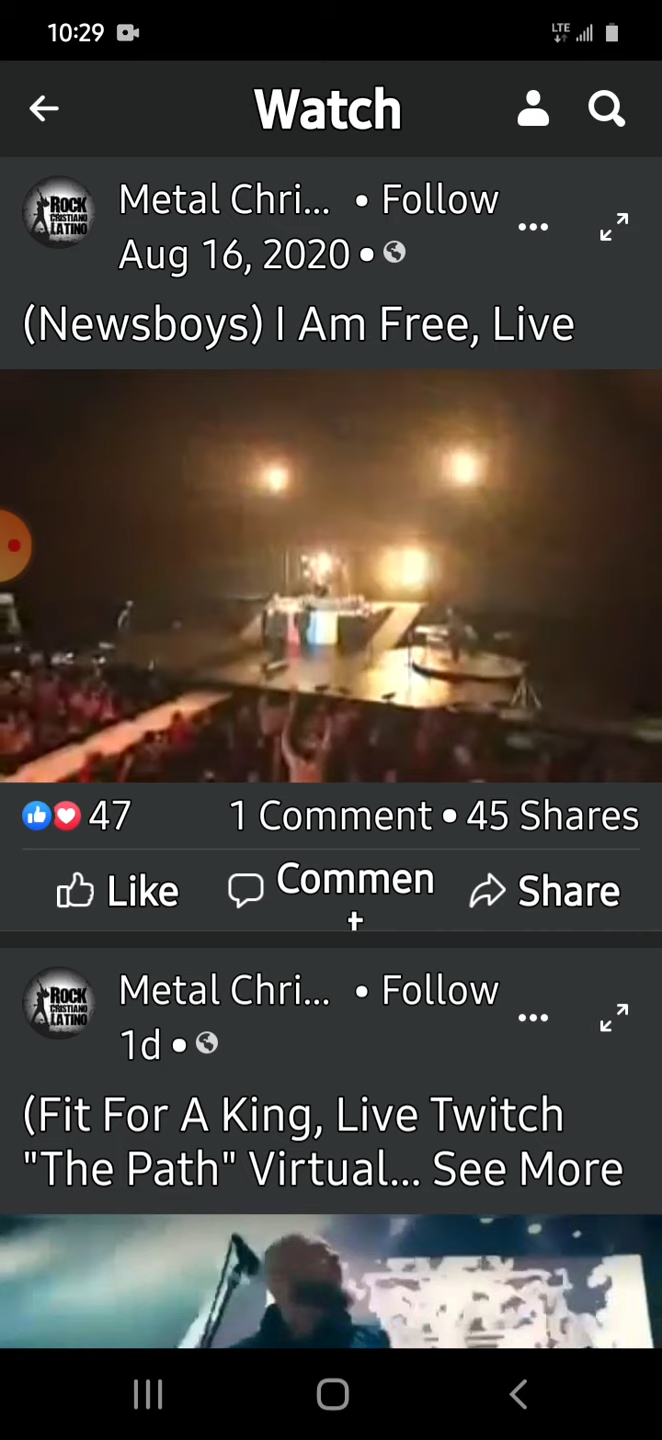 10:29
LTE
Watch
ROCK
CRISTIANO
LATINO
Metal Chri... • Follow
Aug 16, 2020 •
(Newsboys) I Am Free, Live
47 1 Comment • 45 Shares
Like Commen
t
Share
ROCK
CRISTIANO
LATINO
Metal Chri... • Follow
1d •
(Fit For A King, Live Twitch
"The Path" Virtual... See More